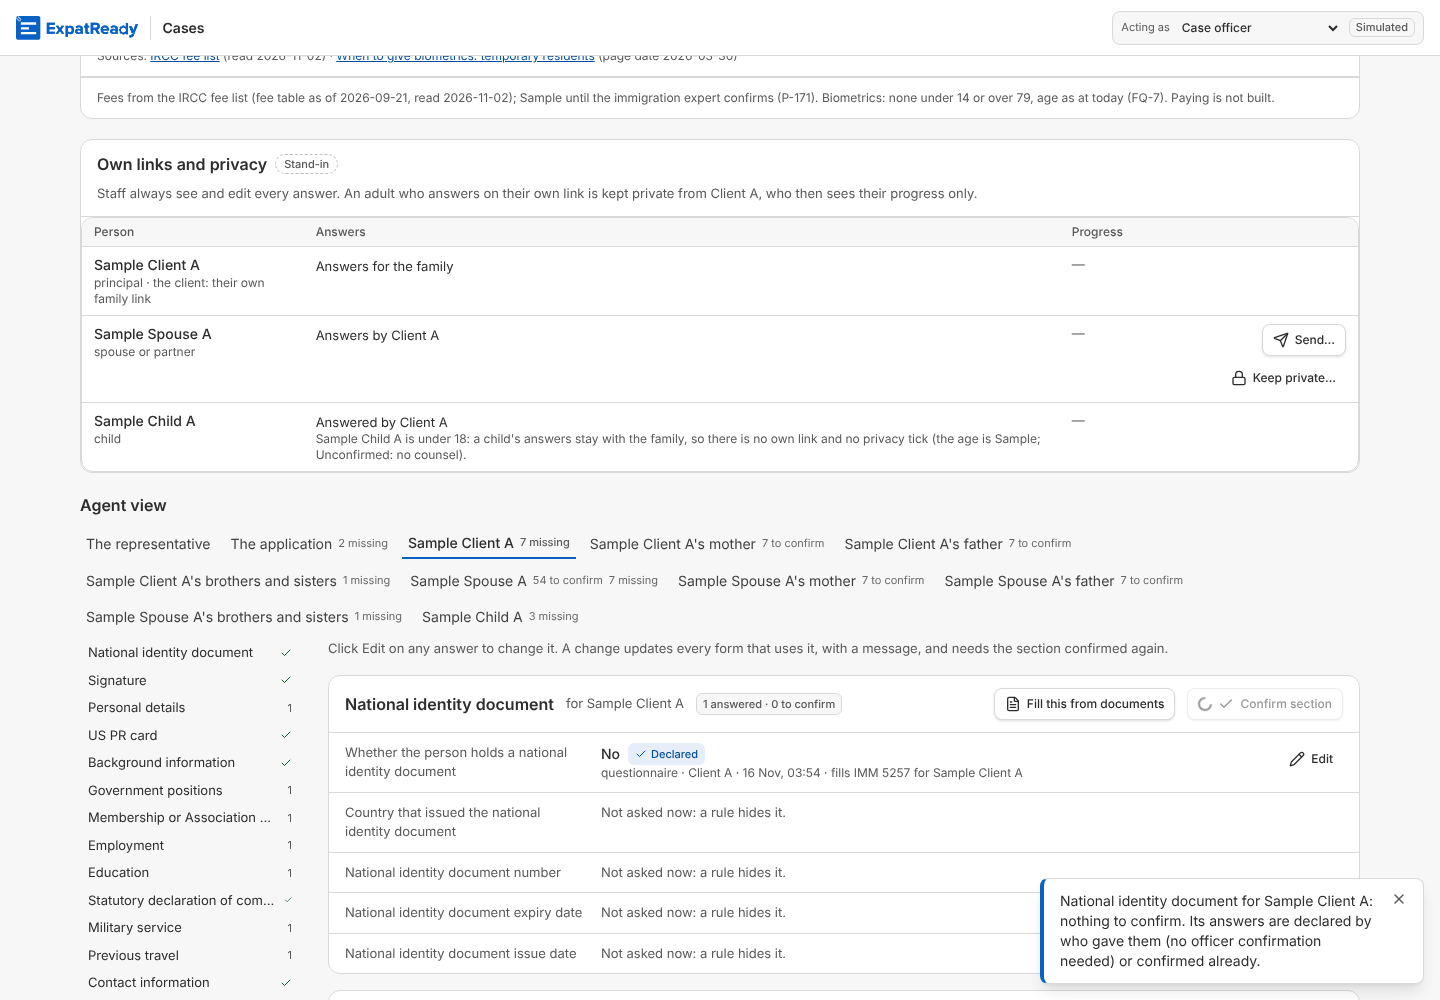 ExpatReady
Cases
Acting as
Case officer
Simulated
Sources: IRCC fee list (read 2026-11-02) · When to give biometrics: temporary residents (page date 2026-03-30)
Fees from the IRCC fee list (fee table as of 2026-09-21, read 2026-11-02); Sample until the immigration expert confirms (P-171). Biometrics: none under 14 or over 79, age as at today (FQ-7). Paying is not built.
Own links and privacy
Stand-in
Staff always see and edit every answer. An adult who answers on their own link is kept private from Client A, who then sees their progress only.
Person
Answers
Progress
Sample Client A
principal · the client: their own
family link
Answers for the family
—
Sample Spouse A
spouse or partner
Answers by Client A
—
Send...
Keep private...
Sample Child A
child
Answered by Client A
Sample Child A is under 18: a child's answers stay with the family, so there is no own link and no privacy tick (the age is Sample;
Unconfirmed: no counsel).
—
Agent view
The representative
The application 2 missing
Sample Client A 7 missing
Sample Client A's mother 7 to confirm
Sample Client A's father 7 to confirm
Sample Client A's brothers and sisters 1 missing
Sample Spouse A 54 to confirm 7 missing
Sample Spouse A's mother 7 to confirm
Sample Spouse A's father 7 to confirm
Sample Spouse A's brothers and sisters 1 missing
Sample Child A 3 missing
National identity document
Signature
Personal details 1
US PR card
Background information
Government positions 1
Membership or Association ... 1
Employment 1
Education 1
Statutory declaration of com...
Military service 1
Previous travel 1
Contact information
Click Edit on any answer to change it. A change updates every form that uses it, with a message, and needs the section confirmed again.
National identity document for Sample Client A
1 answered · 0 to confirm
Fill this from documents
Confirm section
Whether the person holds a national
identity document
No
Declared
questionnaire · Client A · 16 Nov, 03:54 · fills IMM 5257 for Sample Client A
Edit
Country that issued the national
identity document
Not asked now: a rule hides it.
National identity document number
Not asked now: a rule hides it.
National identity document expiry date
Not asked now: a rule hides it.
National identity document issue date
Not asked now: a rule hides it.
National identity document for Sample Client A:
nothing to confirm. Its answers are declared by
who gave them (no officer confirmation
needed) or confirmed already.